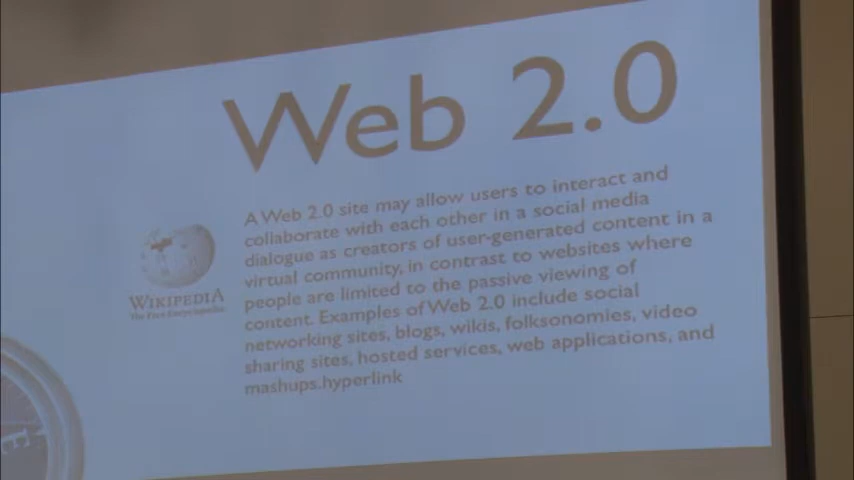 Web 2.0
A Web 2.0 site may allow users to interact and
collaborate with each other in a social media
dialogue as creators of user-generated content in a
virtual community, in contrast to websites where
people are limited to the passive viewing of
content. Examples of Web 2.0 include social
networking sites, blogs, wikis, folksonomies, video
sharing sites, hosted services, web applications, and
mashups.hyperlink
WIKIPEDIA
The Free Encyclopedia
E